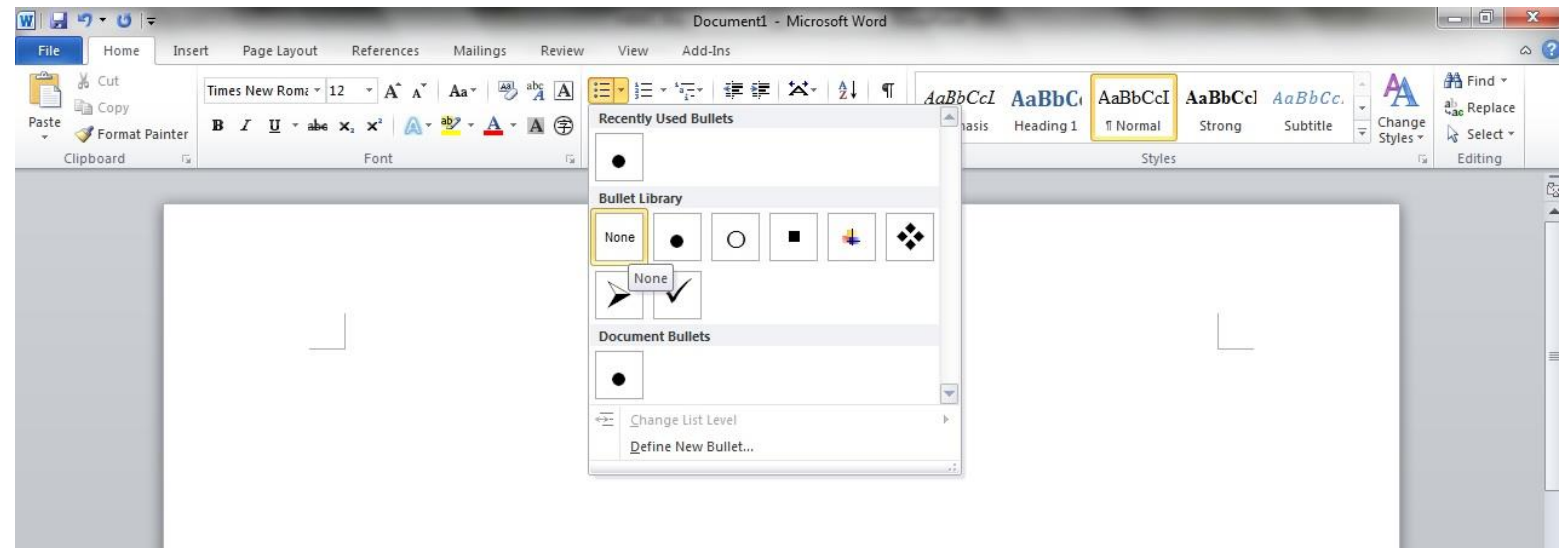 Document1 - Microsoft Word
File Home Insert Page Layout References Mailings Review View Add-Ins
Paste
Cut
Copy
Format Painter
Clipboard
Times New Roma 12
Font
AaBbCcI AaBbC AaBbCcI AaBbCcl AaBbCc.
asis Heading 1 ¶ Normal Strong Subtitle
Change
Styles
Styles
Find
Replace
Select
Editing
Recently Used Bullets
Bullet Library
None
None
Document Bullets
Change List Level
Define New Bullet...